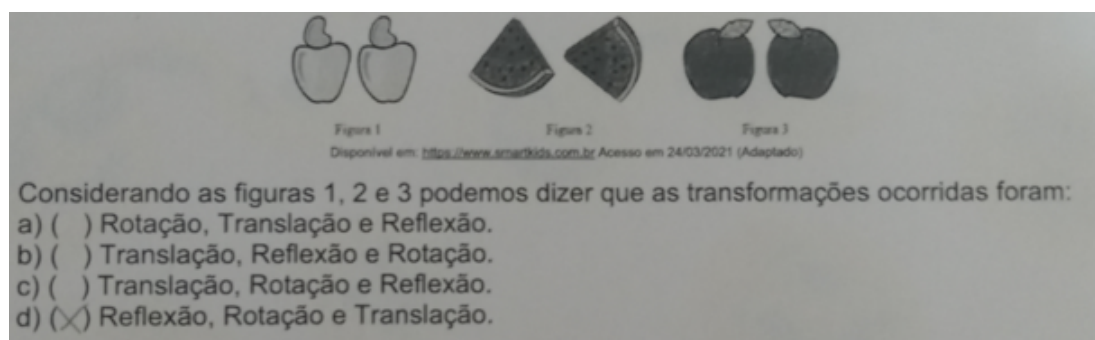 Figura 1
Figura 2
Figura 3
Disponível em: https://www.smartkids.com.br Acesso em 24/03/2021 (Adaptado)
Considerando as figuras 1, 2 e 3 podemos dizer que as transformações ocorridas foram:
a) ( ) Rotação, Translação e Reflexão.
b) ( ) Translação, Reflexão e Rotação.
c) ( ) Translação, Rotação e Reflexão.
d) (X) Reflexão, Rotação e Translação.